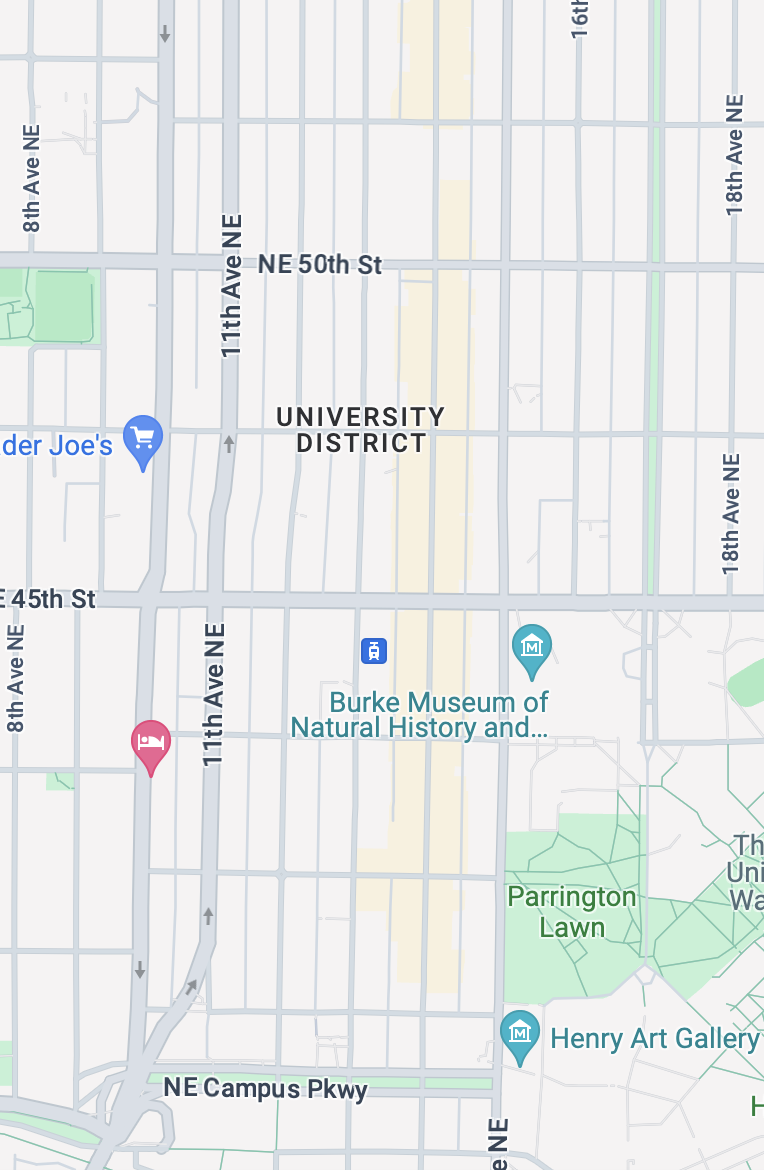 16th
8th Ave NE
18th Ave NE
11th Ave NE
NE 50th St
UNIVERSITY
DISTRICT
der Joe's
18th Ave NE
E 45th St
8th Ave NE
11th Ave NE
Burke Museum of
Natural History and...
Th
Uni
Wa
Parrington
Lawn
Henry Art Gallery
NE Campus Pkwy
H
e NE